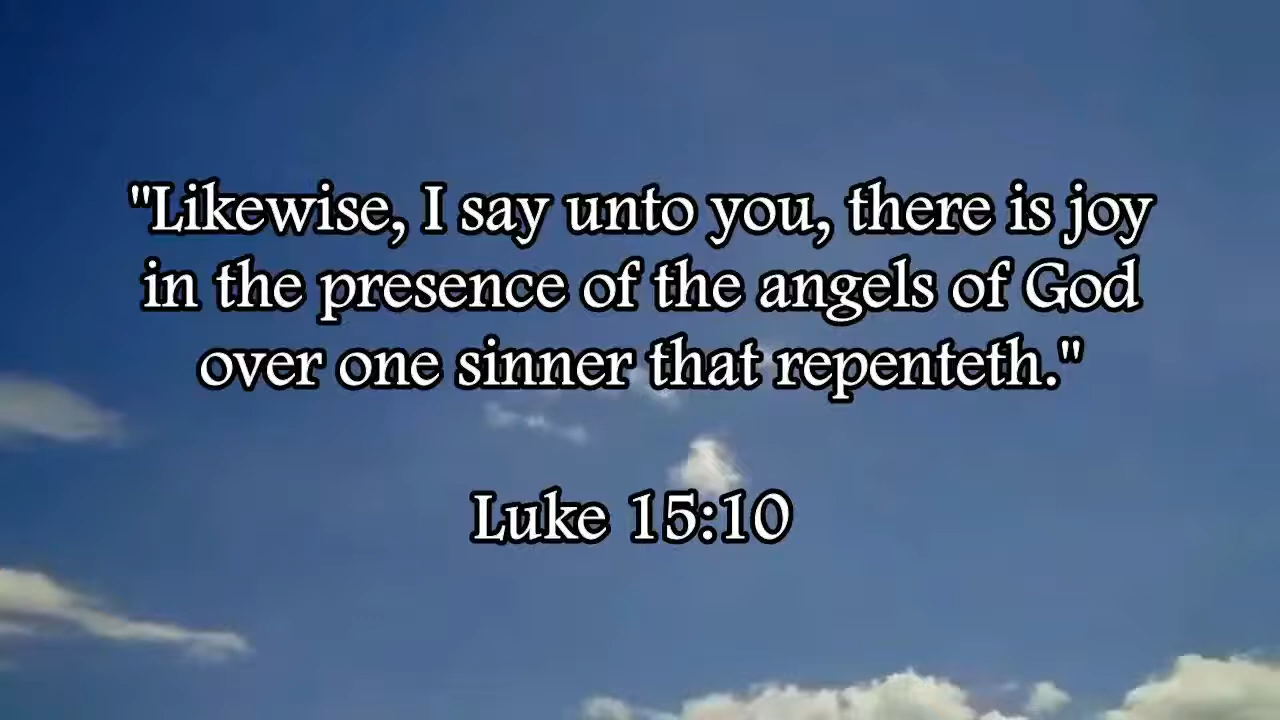 "Likewise, I say unto you, there is joy
in the presence of the angels of God
over one sinner that repenteth."
Luke 15:10